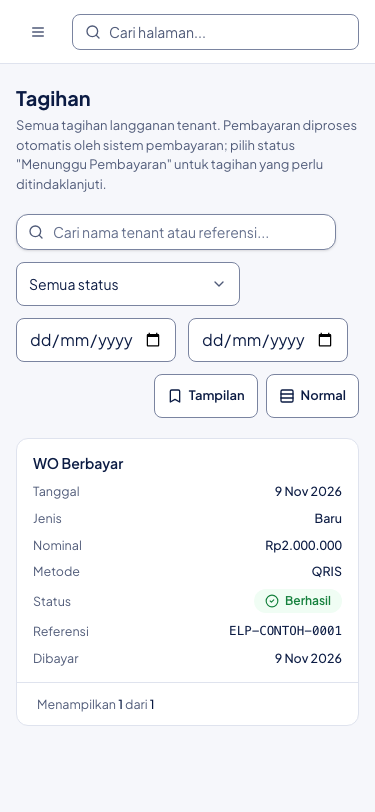 Cari halaman...
Tagihan
Semua tagihan langganan tenant. Pembayaran diproses
otomatis oleh sistem pembayaran; pilih status
"Menunggu Pembayaran" untuk tagihan yang perlu
ditindaklanjuti.
Cari nama tenant atau referensi...
Semua status
dd/mm/yyyy dd/mm/yyyy
Tampilan Normal
WO Berbayar
Tanggal 9 Nov 2026
Jenis Baru
Nominal Rp2.000.000
Metode QRIS
Status Berhasil
Referensi ELP-CONTOH-0001
Dibayar 9 Nov 2026
Menampilkan 1 dari 1